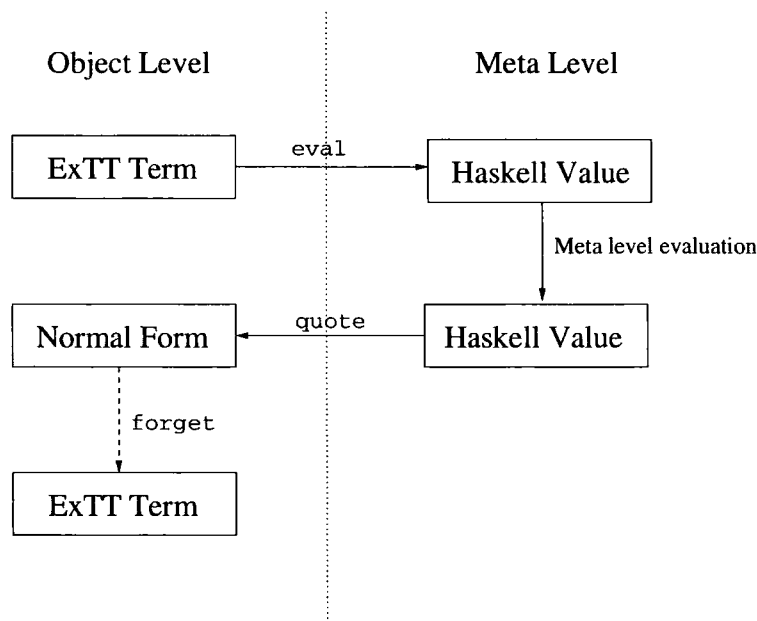 Object Level
Meta Level
eval
ExTT Term
Haskell Value
Meta level evaluation
quote
Normal Form
Haskell Value
forget
ExTT Term